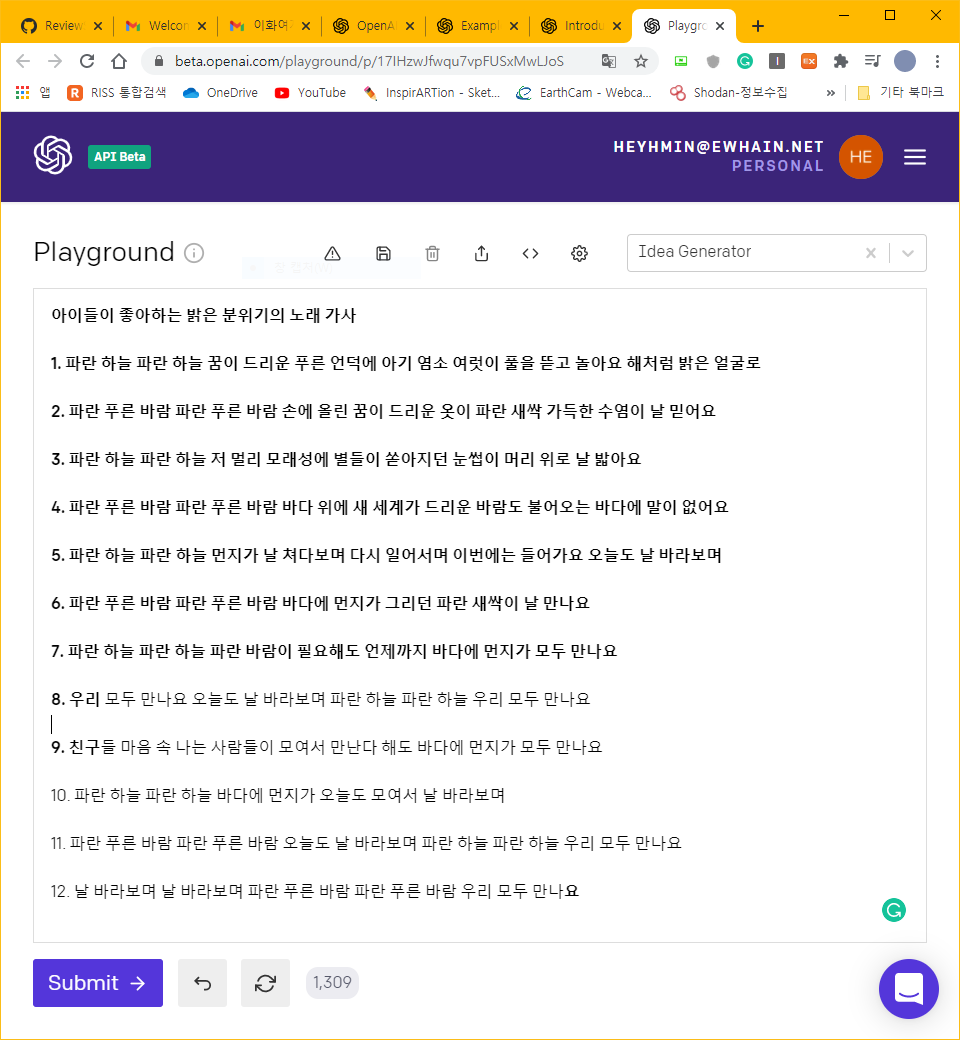 Review
Welcom
이화여
OpenA
Example
Introdu
Playgro
beta.openai.com/playground/p/17IHzwJfwqu7vpFUSxMwLJoS
앱 RISS 통합검색 OneDrive YouTube InspirARTion - Sket... EarthCam - Webca... Shodan-정보수집 » 기타 북마크
API Beta
HEYHMIN@EWHAIN.NET
PERSONAL
HE
Playground
Idea Generator
아이들이 좋아하는 밝은 분위기의 노래 가사
1. 파란 하늘 파란 하늘 꿈이 드리운 푸른 언덕에 아기 염소 여럿이 풀을 뜯고 놀아요 해처럼 밝은 얼굴로
2. 파란 푸른 바람 파란 푸른 바람 손에 올린 꿈이 드리운 옷이 파란 새싹 가득한 수염이 날 믿어요
3. 파란 하늘 파란 하늘 저 멀리 모래성에 별들이 쏟아지던 눈썹이 머리 위로 날 밟아요
4. 파란 푸른 바람 파란 푸른 바람 바다 위에 새 세계가 드리운 바람도 불어오는 바다에 말이 없어요
5. 파란 하늘 파란 하늘 먼지가 날 쳐다보며 다시 일어서며 이번에는 들어가요 오늘도 날 바라보며
6. 파란 푸른 바람 파란 푸른 바람 바다에 먼지가 그리던 파란 새싹이 날 만나요
7. 파란 하늘 파란 하늘 파란 바람이 필요해도 언제까지 바다에 먼지가 모두 만나요
8. 우리 모두 만나요 오늘도 날 바라보며 파란 하늘 파란 하늘 우리 모두 만나요
9. 친구들 마음 속 나는 사람들이 모여서 만난다 해도 바다에 먼지가 모두 만나요
10. 파란 하늘 파란 하늘 바다에 먼지가 오늘도 모여서 날 바라보며
11. 파란 푸른 바람 파란 푸른 바람 오늘도 날 바라보며 파란 하늘 파란 하늘 우리 모두 만나요
12. 날 바라보며 날 바라보며 파란 푸른 바람 파란 푸른 바람 우리 모두 만나요
Submit
1,309